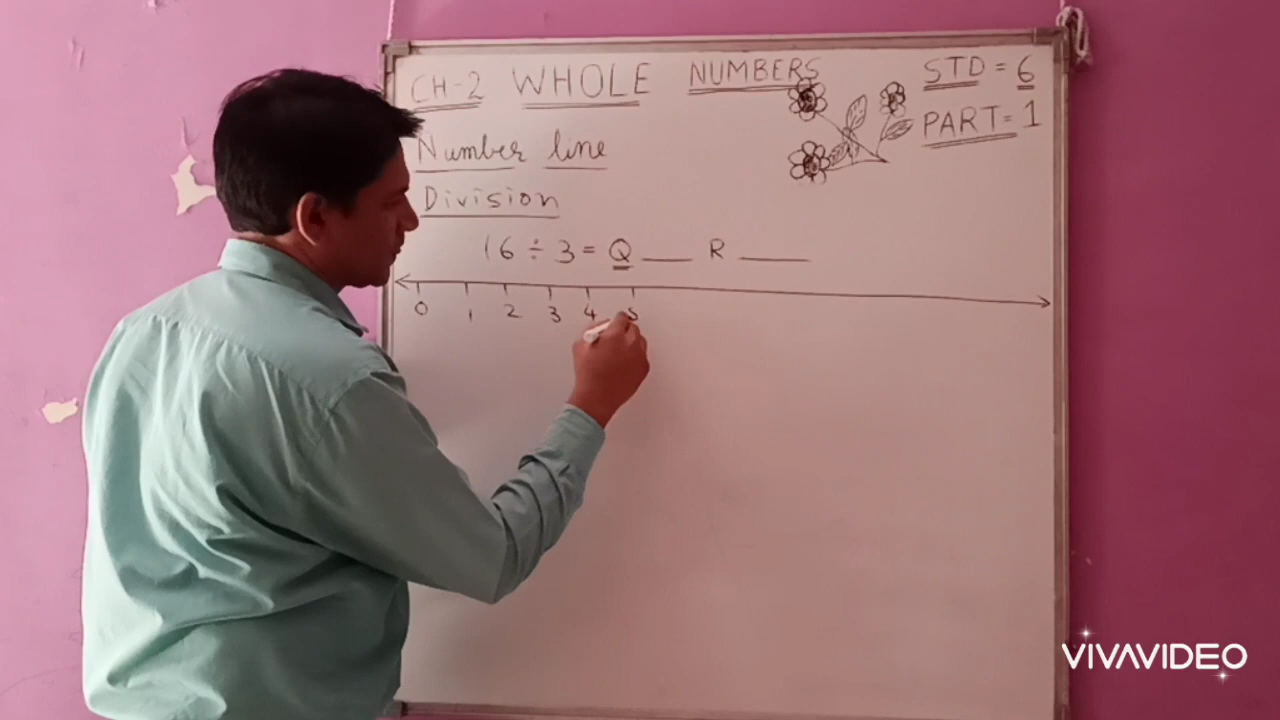 CH-2 WHOLE NUMBERS STD = 6
PART = 1
Number line
Division
16 ÷ 3 = Q ___ R ___
0 1 2 3 4 5
VIVAVIDEO